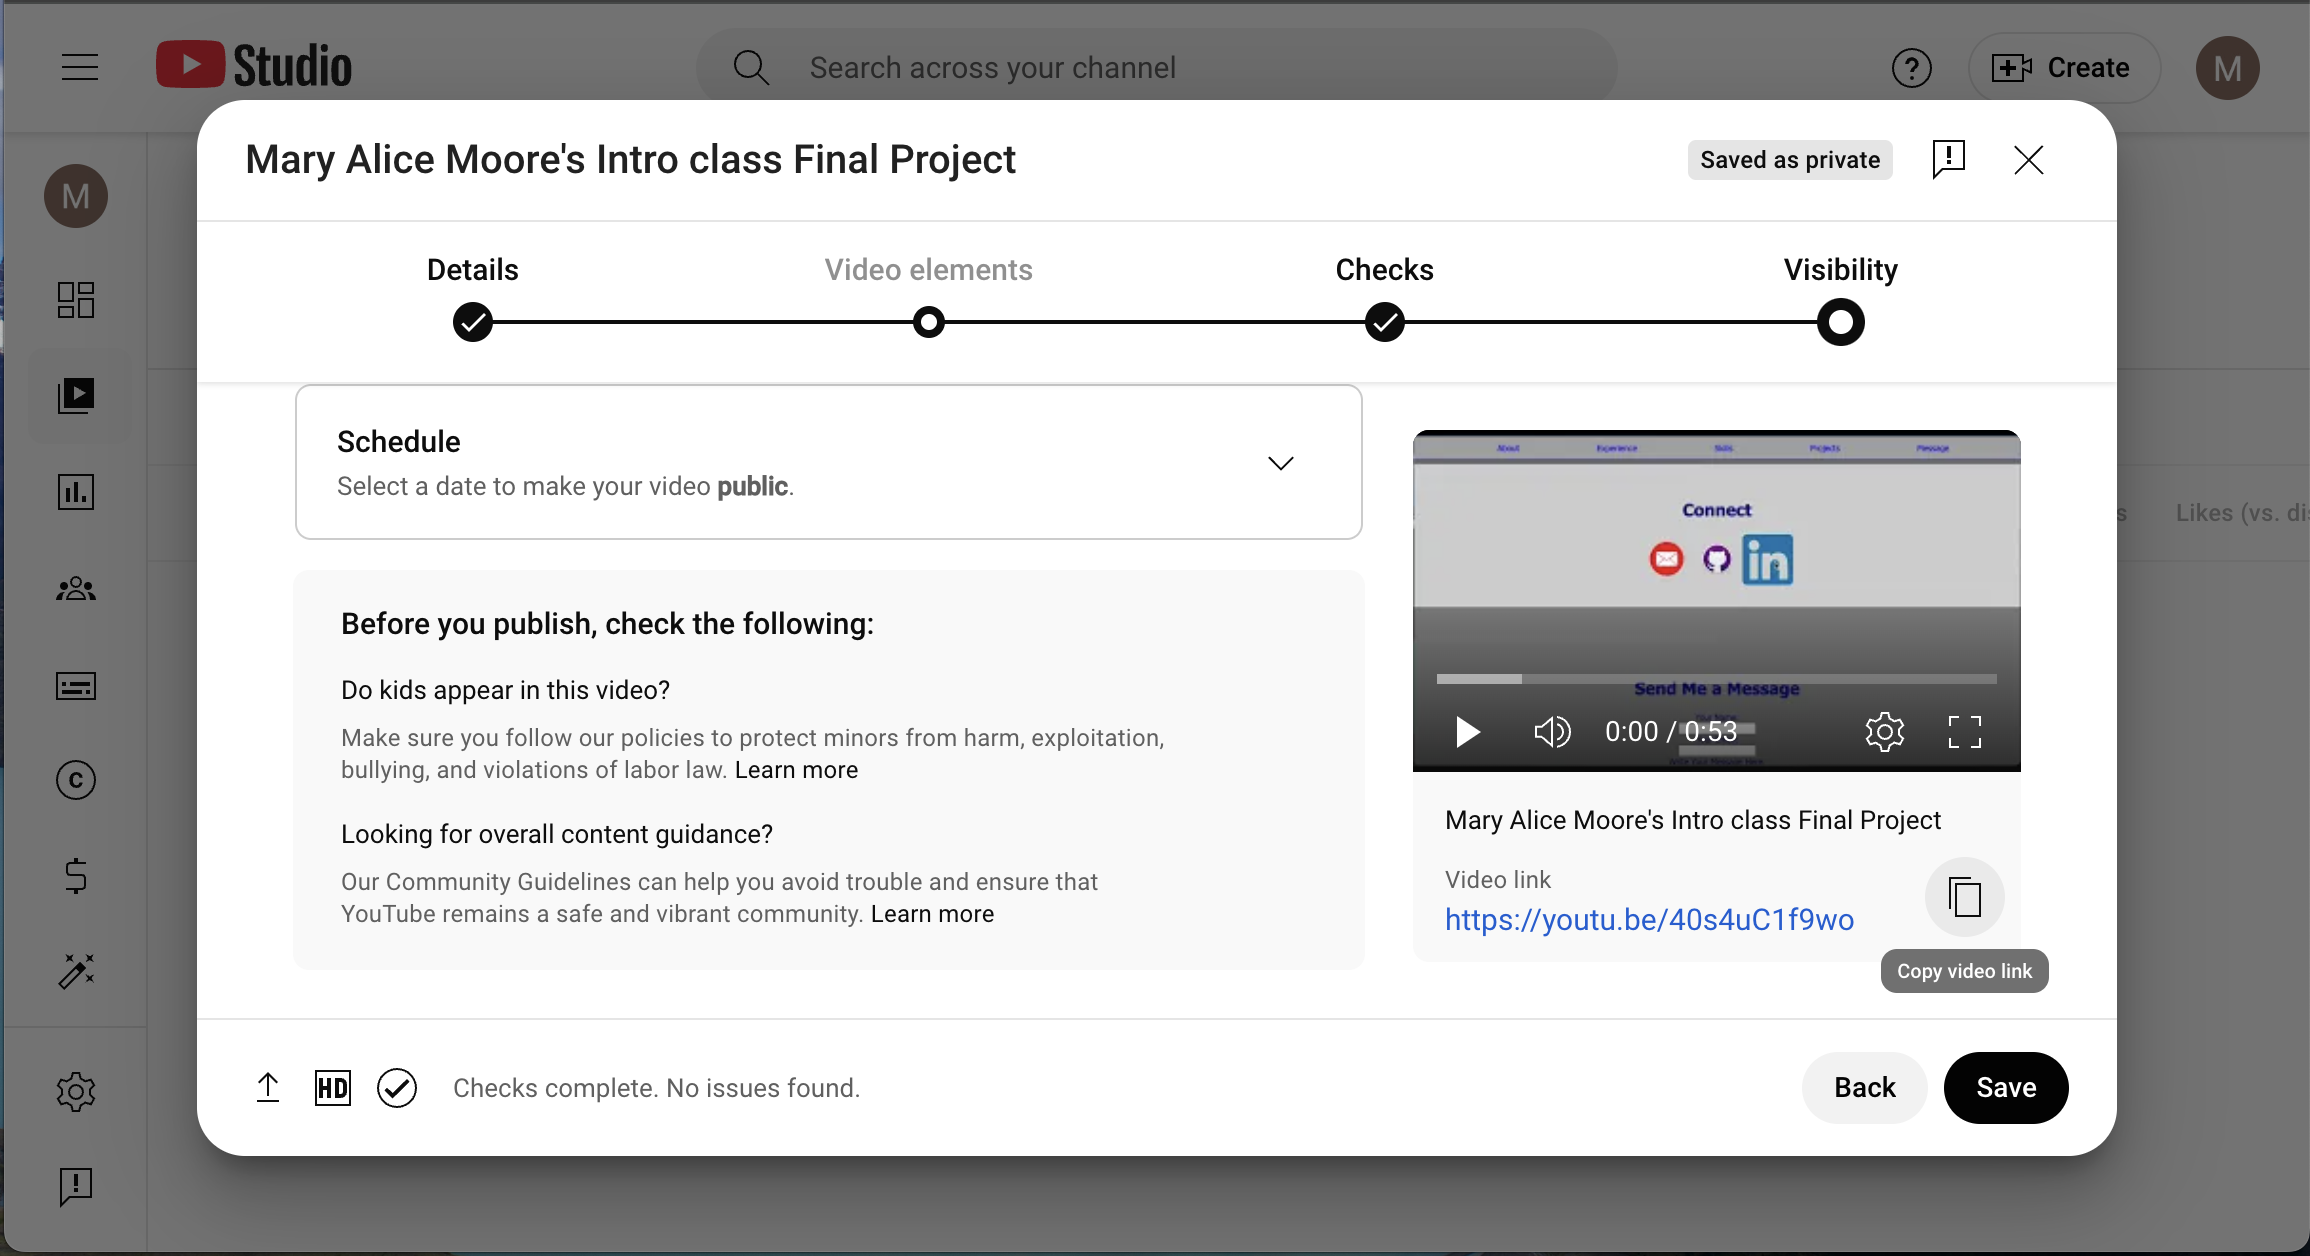 Studio
Search across your channel
?
Create
M
Mary Alice Moore's Intro class Final Project
Saved as private
M
Details
Video elements
Checks
Visibility
Schedule
Select a date to make your video public.
Before you publish, check the following:
Do kids appear in this video?
Make sure you follow our policies to protect minors from harm, exploitation,
bullying, and violations of labor law. Learn more
Looking for overall content guidance?
Our Community Guidelines can help you avoid trouble and ensure that
YouTube remains a safe and vibrant community. Learn more
About Experience Skills Projects Message
Connect
in
Send Me a Message
0:00 / 0:53
Mary Alice Moore's Intro class Final Project
Video link
https://youtu.be/40s4uC1f9wo
Copy video link
s
Likes (vs. di
HD
Checks complete. No issues found.
Back
Save